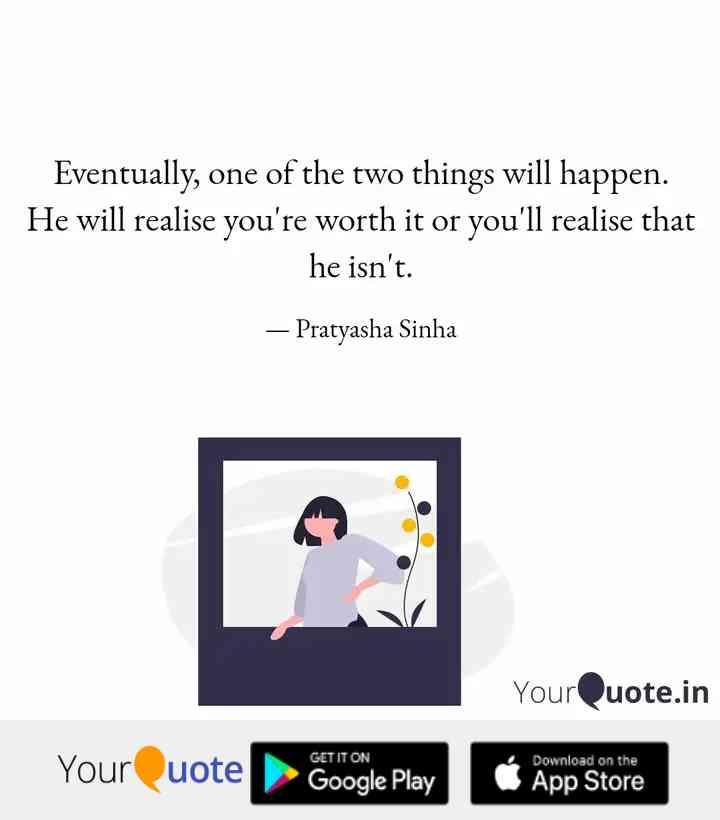 Eventually, one of the two things will happen.
He will realise you're worth it or you'll realise that
he isn't.
— Pratyasha Sinha
YourQuote.in
YourQuote
GET IT ON
Google Play
Download on the
App Store